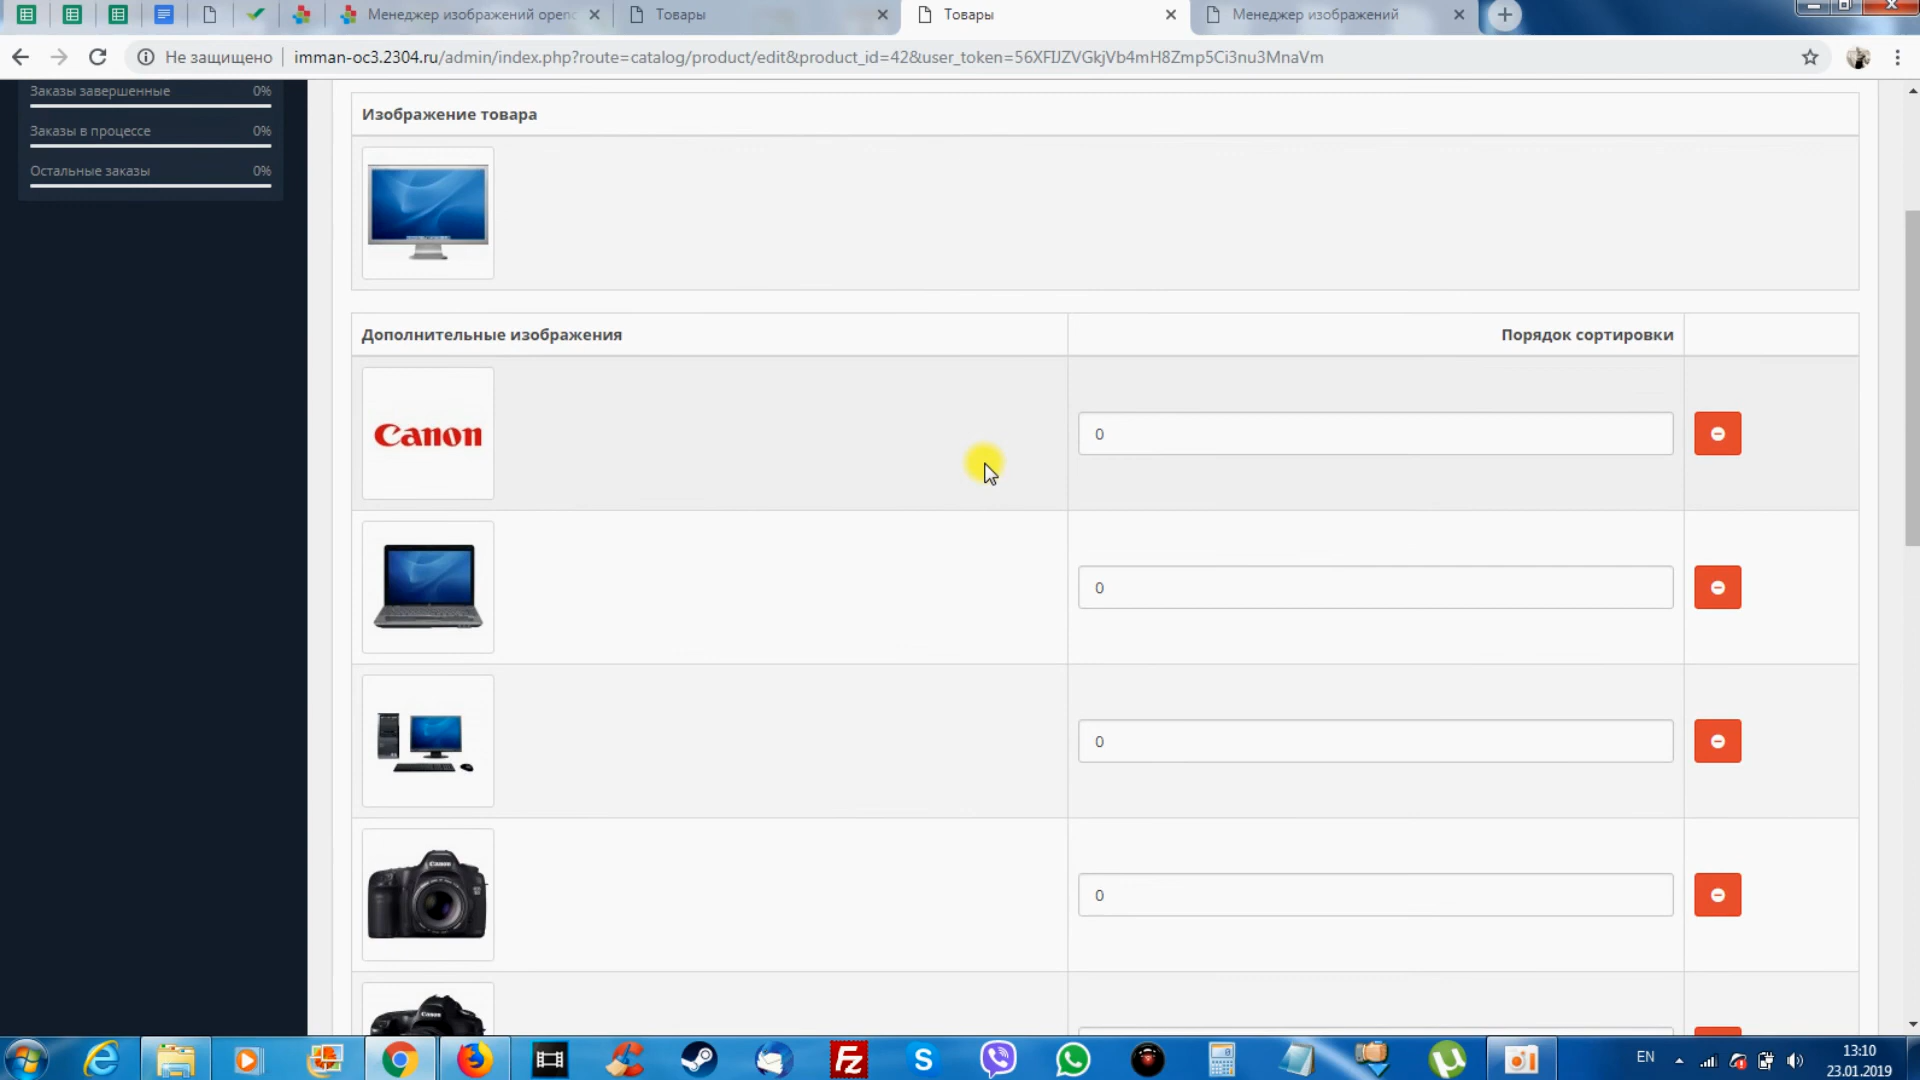 Менеджер изображений openc
Товары
Товары
Менеджер изображений
Не защищено
imman-oc3.2304.ru/admin/index.php?route=catalog/product/edit&product_id=42&user_token=56XFIJZVGkjVb4mH8Zmp5Ci3nu3MnaVm
Заказы завершенные 0%
Заказы в процессе 0%
Остальные заказы 0%
Изображение товара
Дополнительные изображения Порядок сортировки
Canon 0
0
0
Canon
0
Canon
EN
13:10
23.01.2019